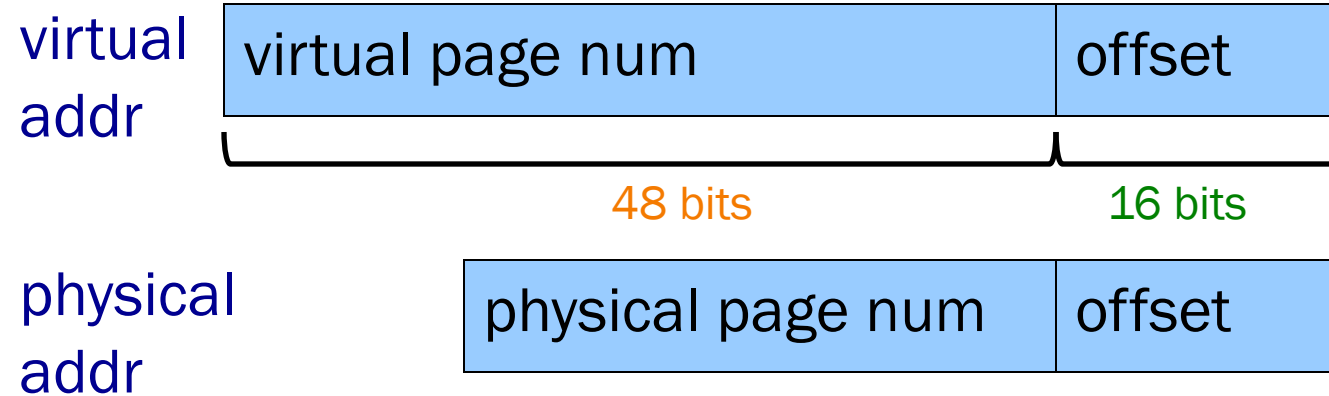 virtual addr
virtual page num
offset
48 bits
16 bits
physical addr
physical page num
offset